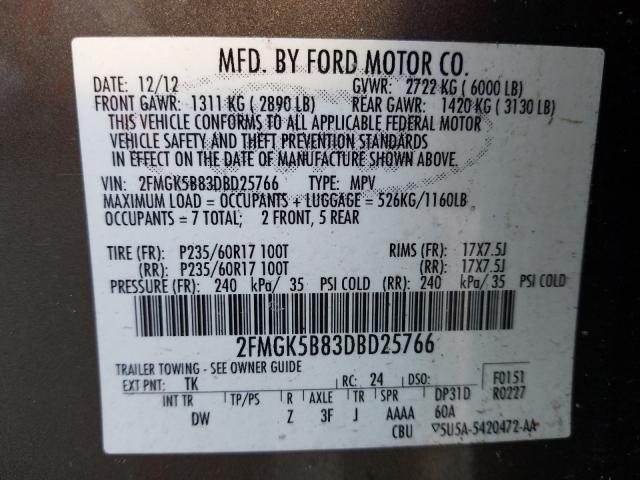 MFD. BY FORD MOTOR CO.
DATE: 12/12 GVWR: 2722 KG ( 6000 LB)
FRONT GAWR: 1311 KG ( 2890 LB) REAR GAWR: 1420 KG ( 3130 LB)
THIS VEHICLE CONFORMS TO ALL APPLICABLE FEDERAL MOTOR
VEHICLE SAFETY AND THEFT PREVENTION STANDARDS
IN EFFECT ON THE DATE OF MANUFACTURE SHOWN ABOVE.
VIN: 2FMGK5B83DBD25766 TYPE: MPV
MAXIMUM LOAD = OCCUPANTS + LUGGAGE = 526KG/1160LB
OCCUPANTS = 7 TOTAL; 2 FRONT, 5 REAR
TIRE (FR): P235/60R17 100T RIMS (FR): 17X7.5J
(RR): P235/60R17 100T (RR): 17X7.5J
PRESSURE (FR): 240 kPa/ 35 PSI COLD (RR): 240 kPa/ 35 PSI COLD
2FMGK5B83DBD25766
TRAILER TOWING - SEE OWNER GUIDE
EXT PNT: TK RC: 24 DSO: F0151
INT TR TP/PS R AXLE TR SPR DP31D R0227
DW Z 3F J AAAA 60A
CBU ▽5U5A-5420472-AA